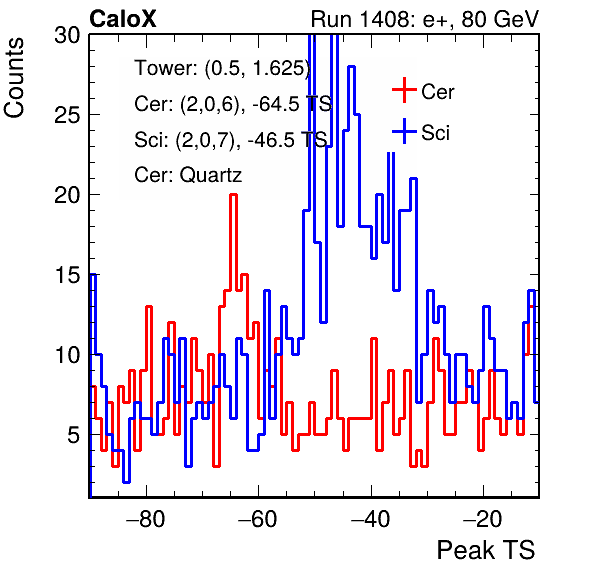 CaloX Run 1408: e+, 80 GeV
Counts
30
25
20
15
10
5
Tower: (0.5, 1.625)
Cer: (2,0,6), -64.5 TS
Sci: (2,0,7), -46.5 TS
Cer: Quartz
Cer
Sci
−80 −60 −40 −20
Peak TS